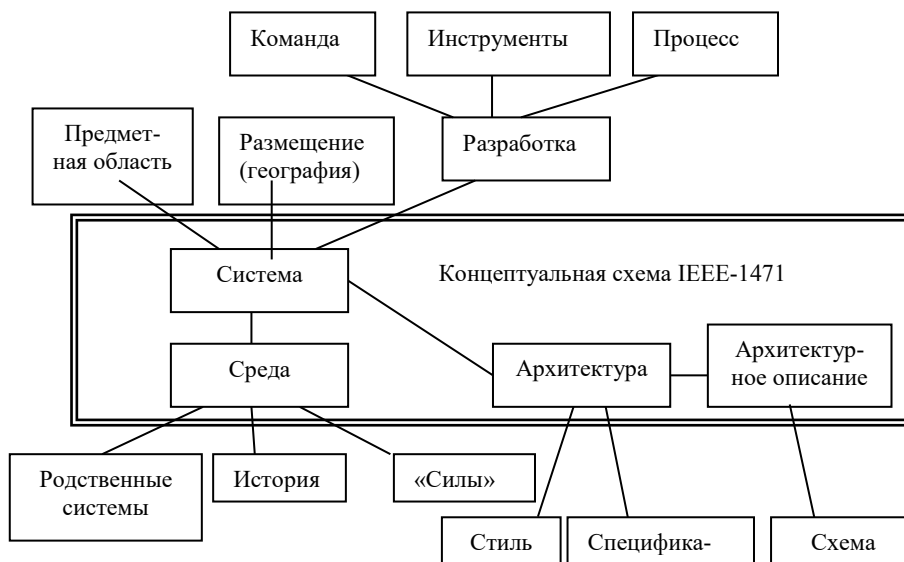 Команда
Инструменты
Процесс
Предмет-
ная область
Размещение
(география)
Разработка
Система
Концептуальная схема IEEE-1471
Среда
Архитектура
Архитектур-
ное описание
Родственные
системы
История
«Силы»
Стиль
Специфика-
Схема